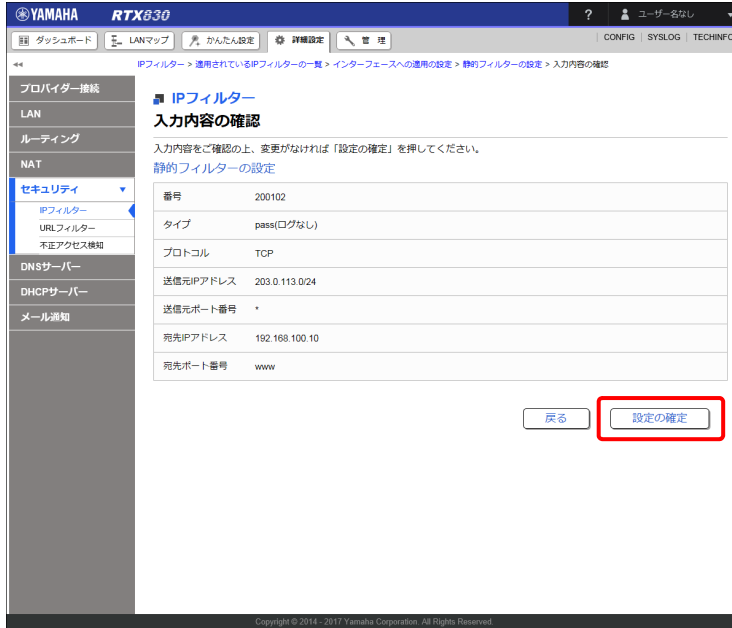 YAMAHA RTX830 ? ユーザー名なし
ダッシュボード LANマップ かんたん設定 詳細設定 管 理 CONFIG SYSLOG TECHINFO
IPフィルター > 適用されているIPフィルターの一覧 > インターフェースへの適用の設定 > 静的フィルターの設定 > 入力内容の確認
プロバイダー接続
LAN
ルーティング
NAT
セキュリティ
IPフィルター
URLフィルター
不正アクセス検知
DNSサーバー
DHCPサーバー
メール通知
IPフィルター
入力内容の確認
入力内容をご確認の上、変更がなければ「設定の確定」を押してください。
静的フィルターの設定
番号 200102
タイプ pass(ログなし)
プロトコル TCP
送信元IPアドレス 203.0.113.0/24
送信元ポート番号 *
宛先IPアドレス 192.168.100.10
宛先ポート番号 www
戻る 設定の確定
Copyright © 2014 - 2017 Yamaha Corporation. All Rights Reserved.